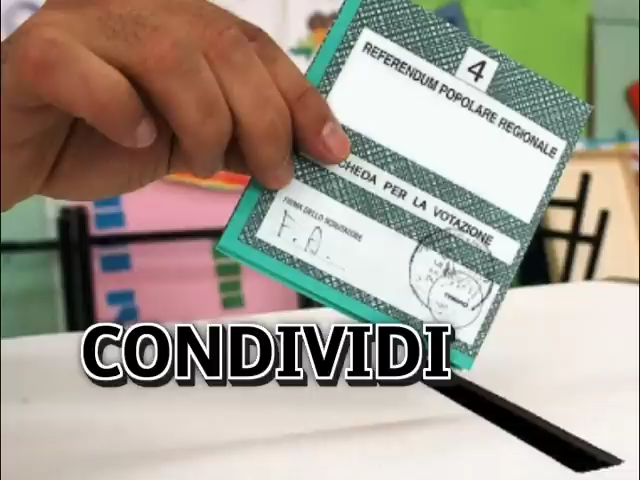 4
REFERENDUM POPOLARE REGIONALE
SCHEDA PER LA VOTAZIONE
FIRMA DELLO SCRUTATORE
F. A.
CONDIVIDI